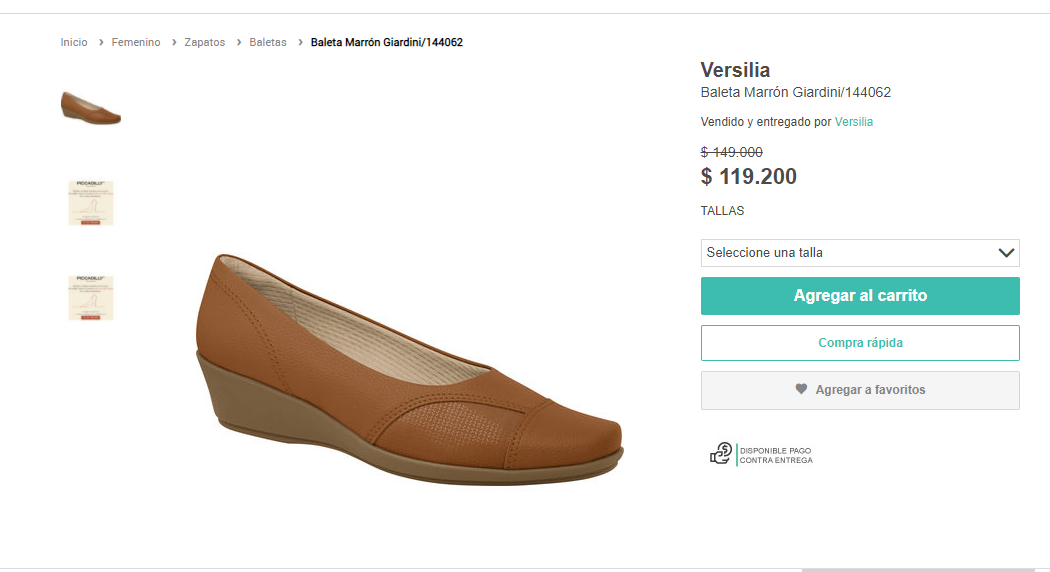 Inicio > Femenino > Zapatos > Baletas > Baleta Marrón Giardini/144062
PICCADILLY
PICCADILLY
Versilia
Baleta Marrón Giardini/144062
Vendido y entregado por Versilia
$ 149.000
$ 119.200
TALLAS
Seleccione una talla
Agregar al carrito
Compra rápida
Agregar a favoritos
DISPONIBLE PAGO
CONTRA ENTREGA